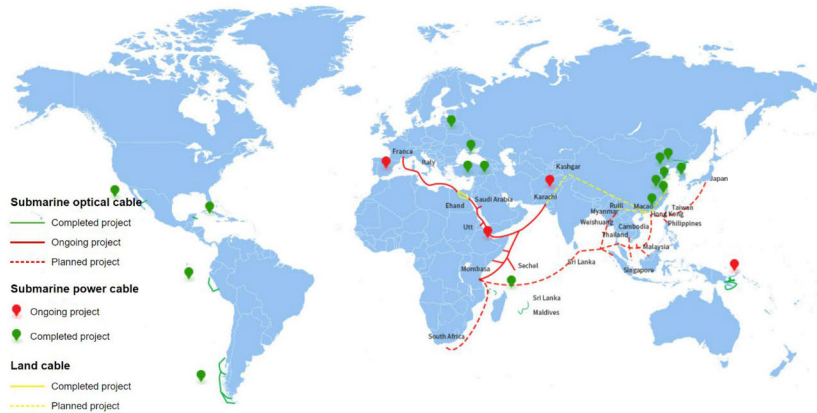 Submarine optical cable
Completed project
Ongoing project
Planned project
Submarine power cable
Ongoing project
Completed project
Land cable
Completed project
Planned project
France
Italy
Kashgar
Japan
Ehand
Saudi Arabia
Karachi
Ruili
Macao
Taiwan
Myanmar
Hong Kong
Weishuang
Cambodia
Philippines
Utt
Thailand
Malaysia
Mombasa
Sechel
Sri Lanka
Singapore
Sri Lanka
Maldives
South Africa